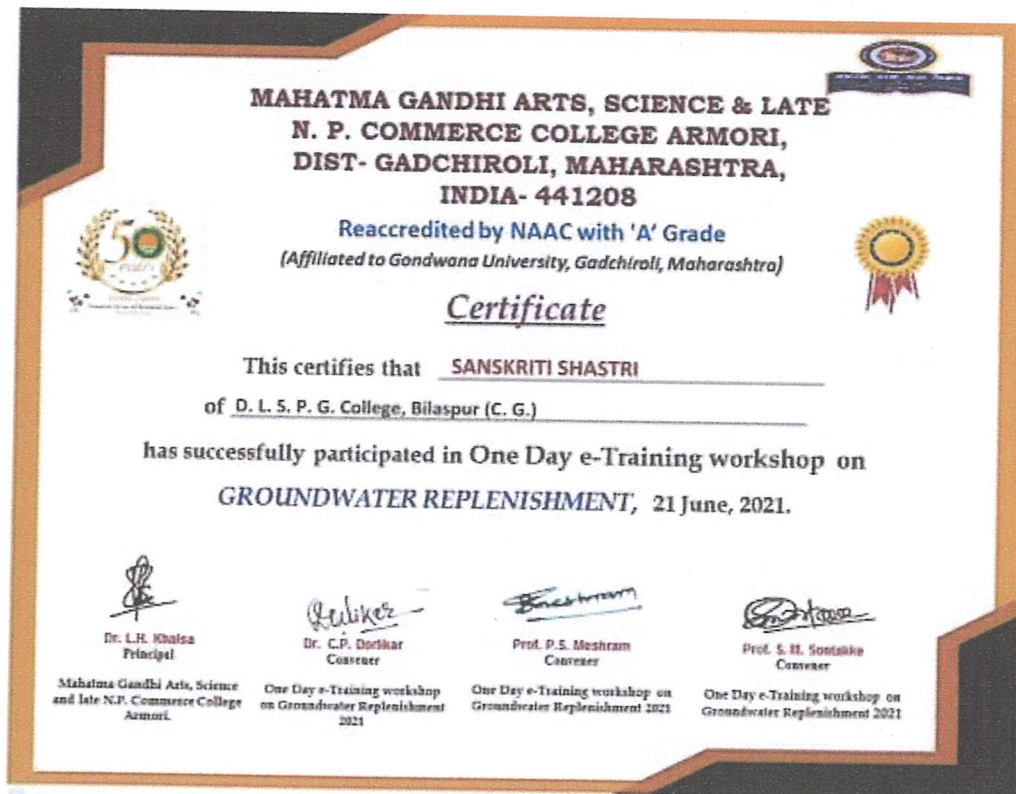 MAHATMA GANDHI ARTS, SCIENCE & LATE
N. P. COMMERCE COLLEGE ARMORI,
DIST- GADCHIROLI, MAHARASHTRA,
INDIA- 441208
Reaccredited by NAAC with 'A' Grade
(Affiliated to Gondwana University, Gadchiroli, Maharashtra)
50
Certificate
This certifies that SANSKRITI SHASTRI
of D. L. S. P. G. College, Bilaspur (C. G.)
has successfully participated in One Day e-Training workshop on
GROUNDWATER REPLENISHMENT, 21 June, 2021.
Dr. L.H. Khalsa
Principal
Mahatma Gandhi Arts, Science
and late N.P. Commerce College
Armori.
Dr. C.P. Dorlikar
Convener
One Day e-Training workshop
on Groundwater Replenishment
2021
Prof. P.S. Meshram
Convener
One Day e-Training workshop on
Groundwater Replenishment 2021
Prof. S. M. Sontakke
Convener
One Day e-Training workshop on
Groundwater Replenishment 2021